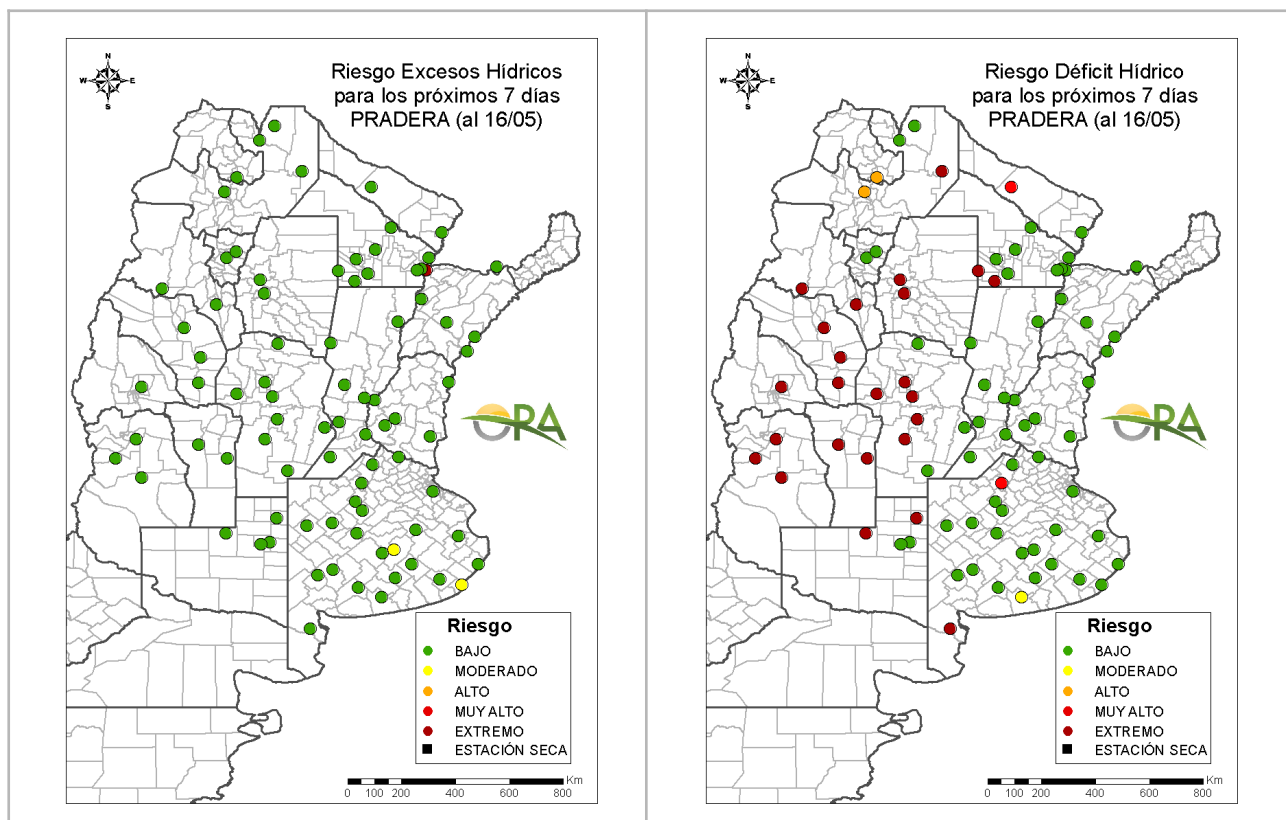 N
W E
S
Riesgo Excesos Hídricos
para los próximos 7 días
PRADERA (al 16/05)
ORA
Riesgo
BAJO
MODERADO
ALTO
MUY ALTO
EXTREMO
ESTACIÓN SECA
Km
0 100 200 400 600 800
N
W E
S
Riesgo Déficit Hídrico
para los próximos 7 días
PRADERA (al 16/05)
ORA
Riesgo
BAJO
MODERADO
ALTO
MUY ALTO
EXTREMO
ESTACIÓN SECA
Km
0 100 200 400 600 800